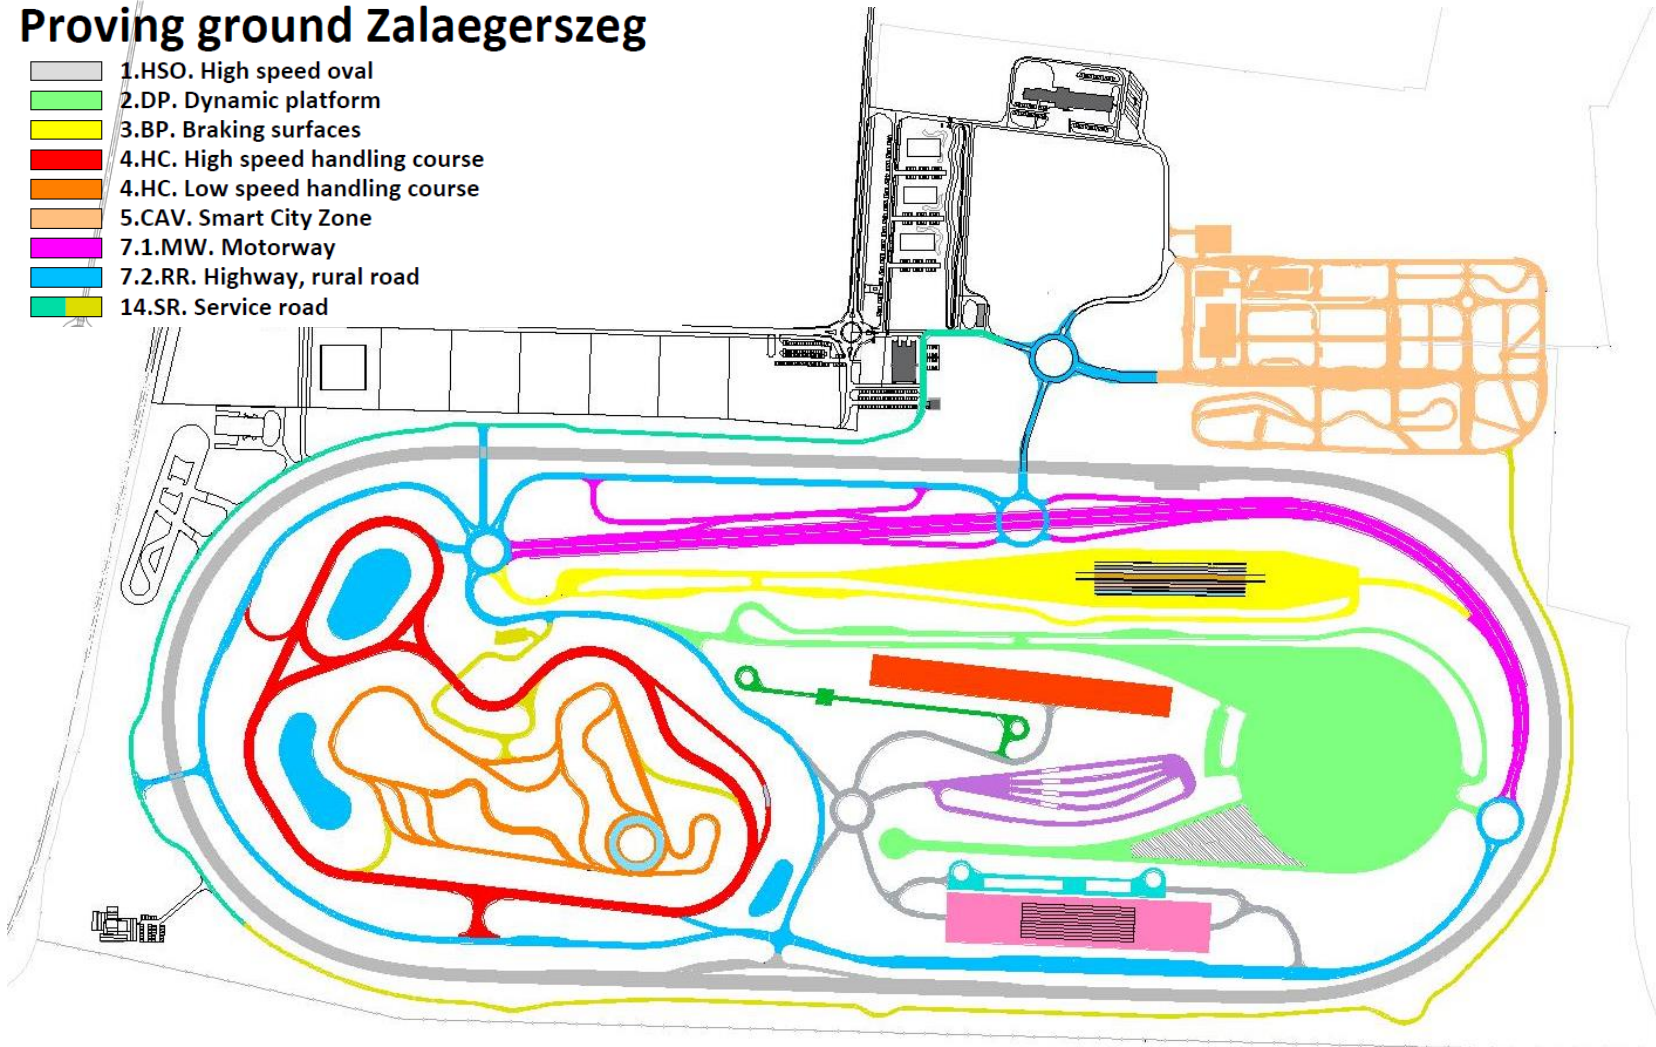 Proving ground Zalaegerszeg
1.HSO. High speed oval
2.DP. Dynamic platform
3.BP. Braking surfaces
4.HC. High speed handling course
4.HC. Low speed handling course
5.CAV. Smart City Zone
7.1.MW. Motorway
7.2.RR. Highway, rural road
14.SR. Service road